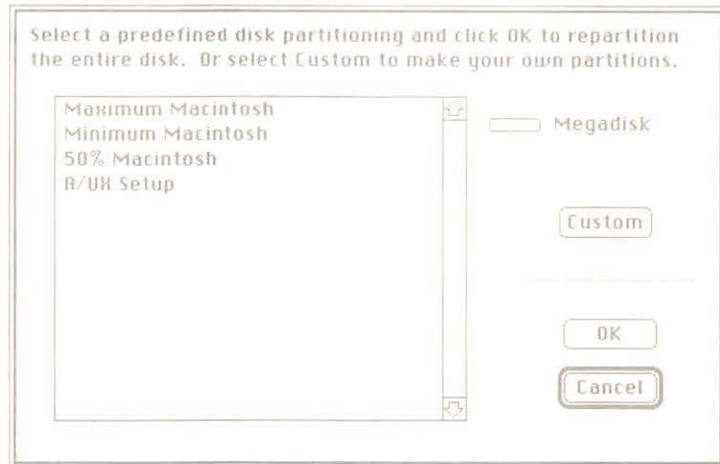 Select a predefined disk partitioning and click OK to repartition
the entire disk. Or select Custom to make your own partitions.
Maximum Macintosh
Minimum Macintosh
50% Macintosh
A/UX Setup
Megadisk
Custom
OK
Cancel